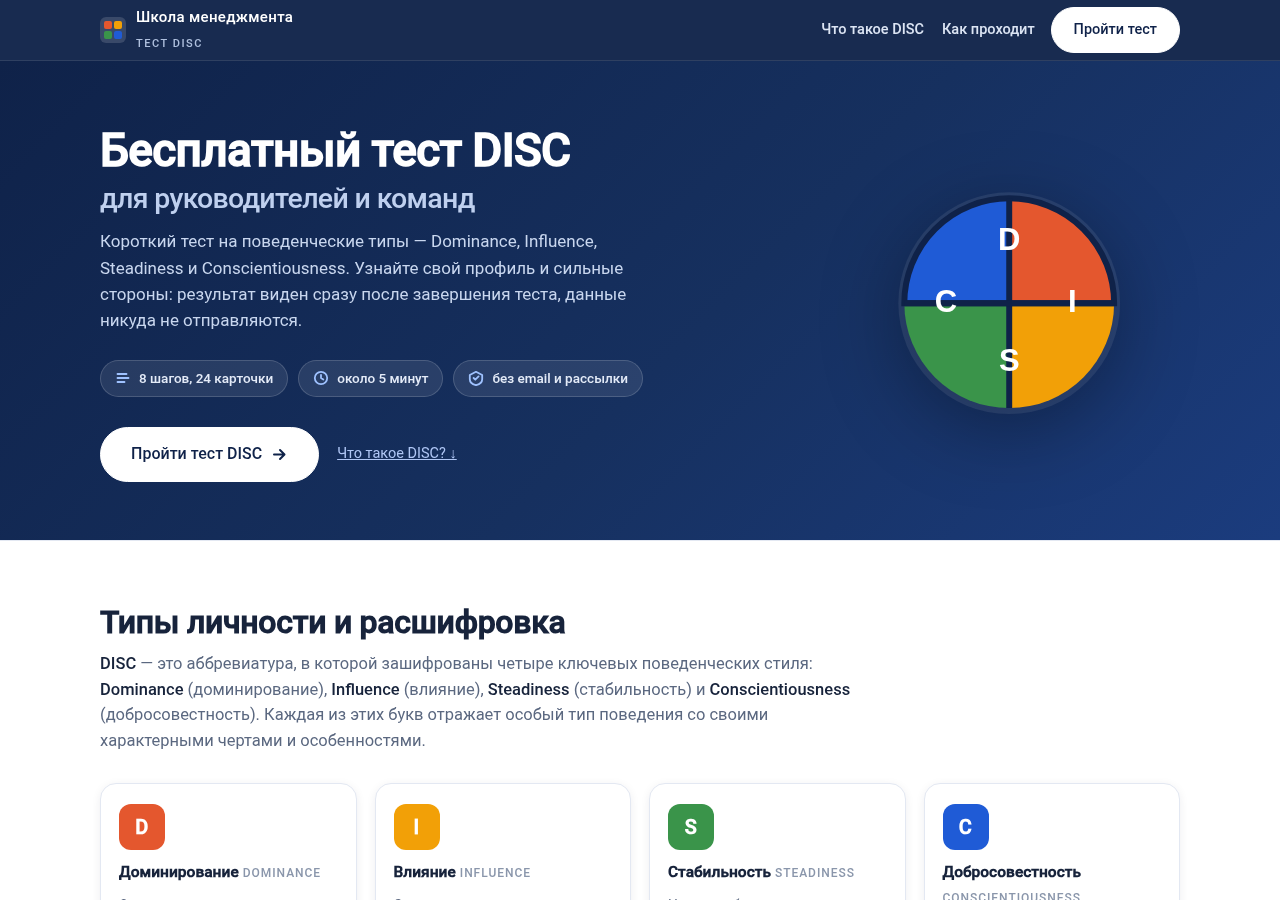 Школа менеджмента
ТЕСТ DISC
Что такое DISC
Как проходит
Пройти тест
Бесплатный тест DISC
для руководителей и команд
Короткий тест на поведенческие типы — Dominance, Influence,
Steadiness и Conscientiousness. Узнайте свой профиль и сильные
стороны: результат виден сразу после завершения теста, данные
никуда не отправляются.
8 шагов, 24 карточки
около 5 минут
без email и рассылки
Пройти тест DISC →
Что такое DISC? ↓
D
C
I
S
Типы личности и расшифровка
DISC — это аббревиатура, в которой зашифрованы четыре ключевых поведенческих стиля:
Dominance (доминирование), Influence (влияние), Steadiness (стабильность) и Conscientiousness
(добросовестность). Каждая из этих букв отражает особый тип поведения со своими
характерными чертами и особенностями.
D
Доминирование DOMINANCE
I
Влияние INFLUENCE
S
Стабильность STEADINESS
C
Добросовестность
CONSCIENTIOUSNESS